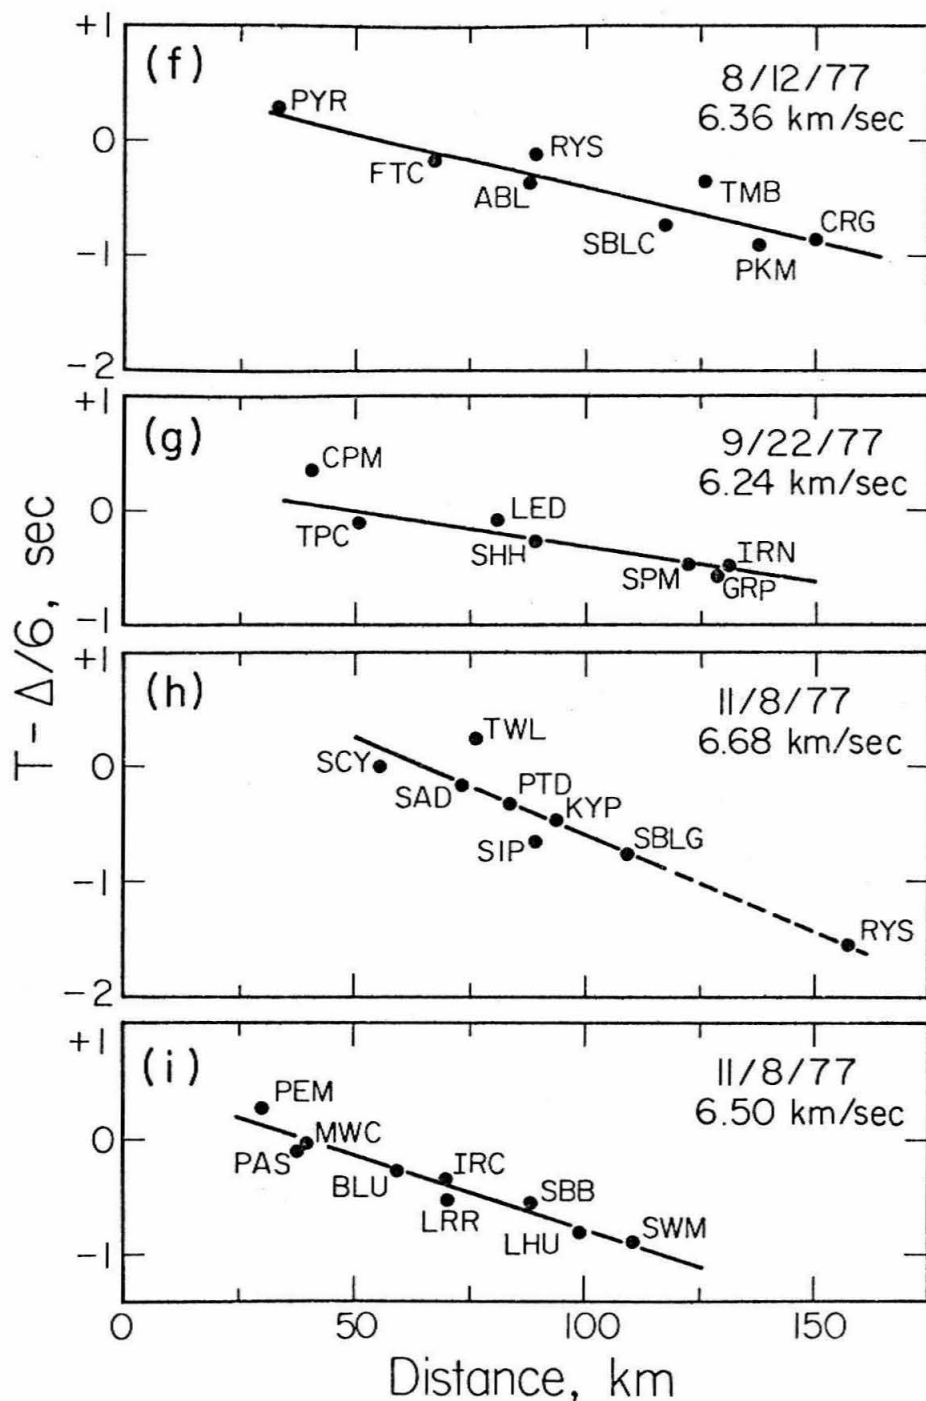 +1
(f)
8/12/77
6.36 km/sec
PYR
0
RYS
FTC
ABL
TMB
SBLC
CRG
PKM
-1
-2
+1
(g)
9/22/77
6.24 km/sec
CPM
0
LED
TPC
SHH
IRN
SPM
GRP
-1
T - Δ/6, sec
+1
(h)
11/8/77
6.68 km/sec
TWL
SCY
0
SAD
PTD
KYP
SIP
SBLG
-1
RYS
-2
+1
(i)
11/8/77
6.50 km/sec
PEM
MWC
0
PAS
IRC
BLU
SBB
LRR
LHU
SWM
-1
0 50 100 150
Distance, km